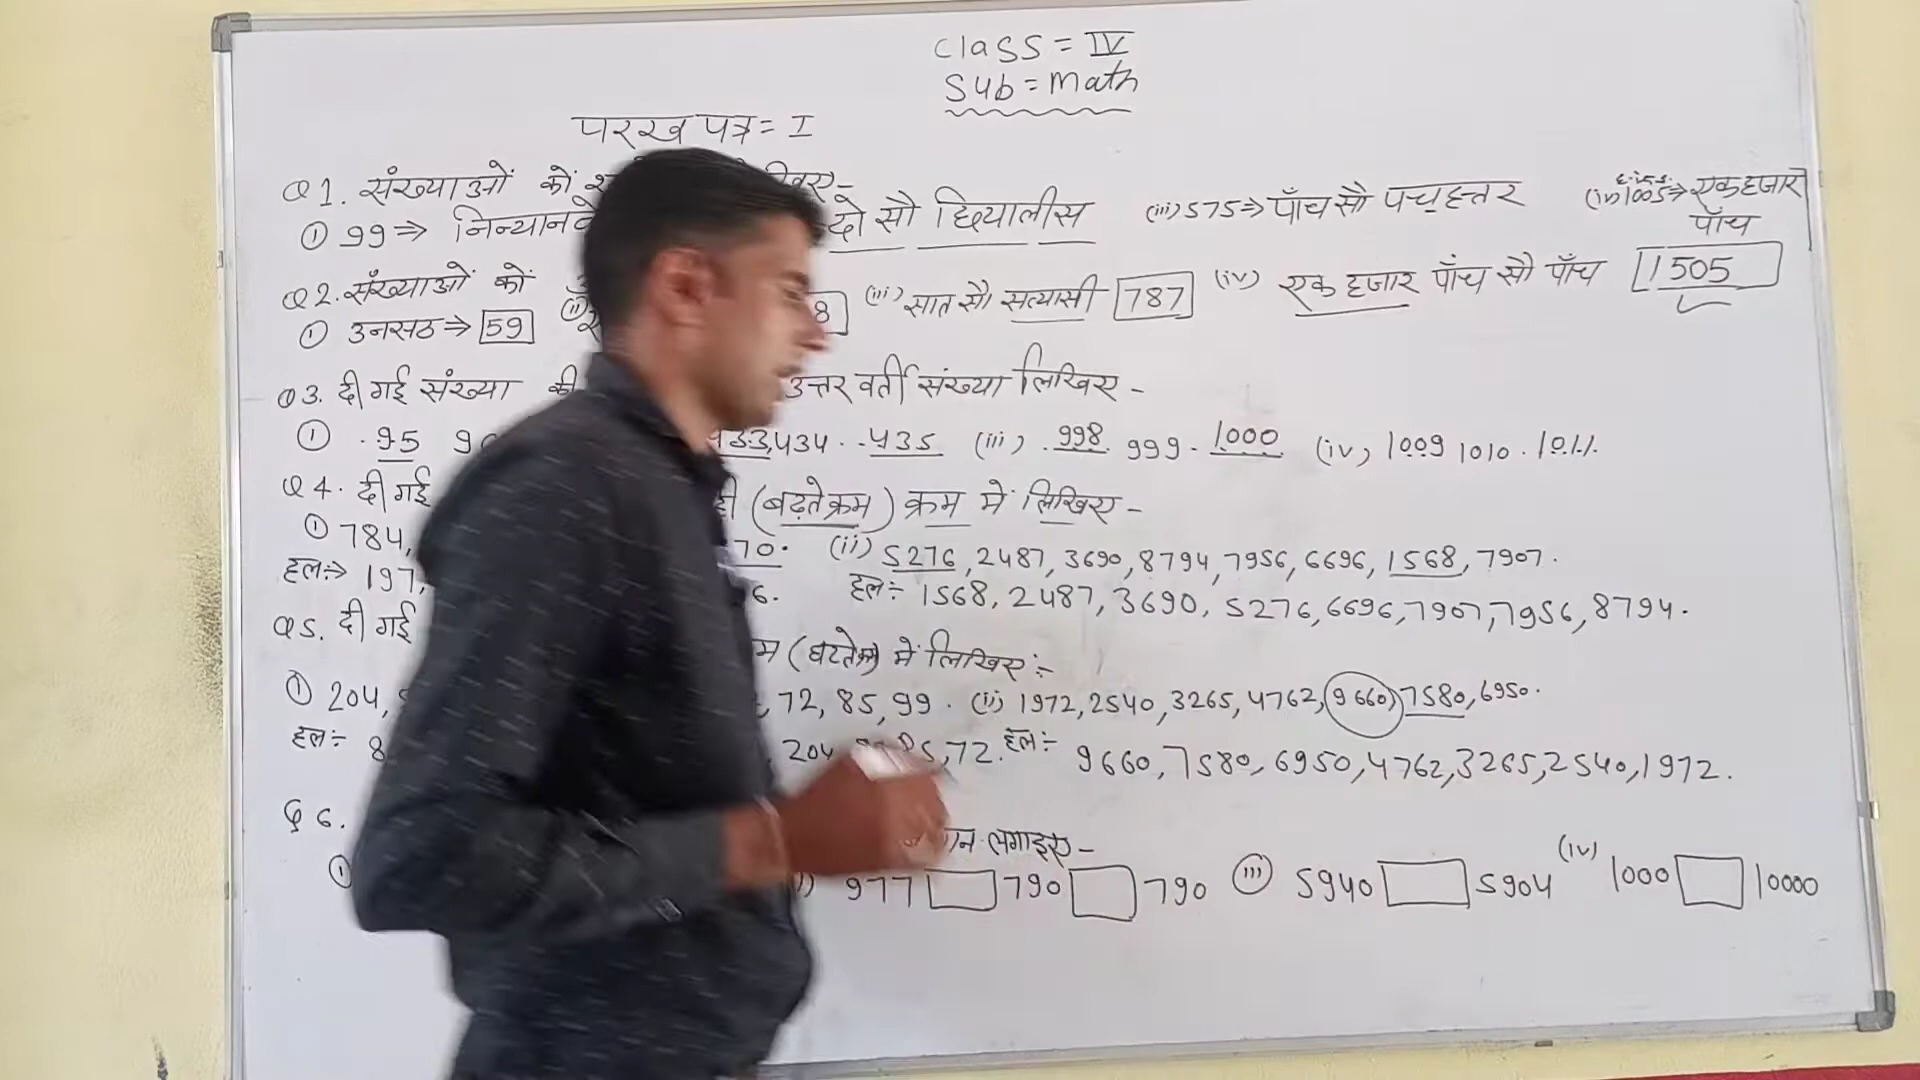 Class = IV
Sub = math
परख पत्र = I
Q1. संख्याओं को
① 99 ⇒ दो सौ छियालीस (iii) 575 ⇒ पाँच सौ पचहत्तर (iv) 1005 ⇒ एक हजार
पाँच
Q2. संख्याओं को
① उनसठ ⇒ 59 (ii) 8 (iii) सात सौ सत्यासी 787 (iv) एक हजार पाँच सौ पाँच 1505
Q3. दी गई संख्या की उत्तरवर्ती संख्या लिखिए -
① 95 433, 434 435 (iii) 998 999 1000 (iv) 1009 1010 1011
Q4. दी गई (बढ़तेक्रम) क्रम में लिखिए -
① 784, 70. (ii) 5276, 2487, 3690, 8794, 7956, 6696, 1568, 7907.
हल:⇒ 197, 6. हल:- 1568, 2487, 3690, 5276, 6696, 7907, 7956, 8794.
Q5. दी गई में लिखिए:-
① 204, , 72, 85, 99. (ii) 1972, 2540, 3265, 4762, 9660, 7580, 6950.
हल:- 8 204, , 72. हल:- 9660, 7580, 6950, 4762, 3265, 2540, 1972.
Q6. लगाइए -
① 977 790 790 (iii) 5940 5904 (iv) 1000 10000